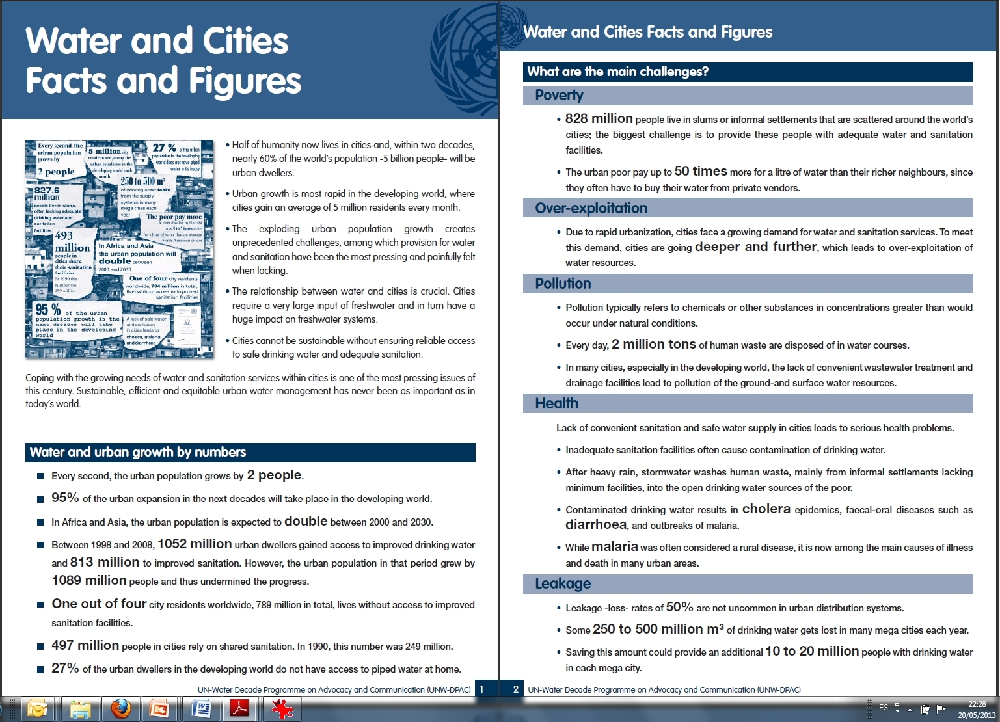 Water and Cities
Facts and Figures
Every second, the
urban population
grows by
2 people
5 million city
residents are joining the
urban population in the
developing world each
month
27 % of the urban
population in the developing
world does not have piped
water in its house
250 to 500 m³
of drinking water leaks
from the supply
systems in many
mega cities each
year
827.6
million
people live in slums,
often lacking adequate
drinking water and
sanitation
facilities
The poor pay more
A slum dweller in Nairobi
pays 5 to 7 times more
for a litre of water than an average
North American citizen
493
million
people in
cities share
their sanitation
facilities.
In 1990 this
number was
259 million
In Africa and Asia
the urban population will
double between
2000 and 2030
One of four city residents
worldwide, 794 million in total,
lives without access to improved
sanitation facilities
95 % of the urban
population growth in the
next decades will take
place in the developing
world
A lack of safe water
and sanitation
in cities leads to
cholera, malaria
and diarrhoea
• Half of humanity now lives in cities and, within two decades,
nearly 60% of the world's population -5 billion people- will be
urban dwellers.
• Urban growth is most rapid in the developing world, where
cities gain an average of 5 million residents every month.
• The exploding urban population growth creates
unprecedented challenges, among which provision for water
and sanitation have been the most pressing and painfully felt
when lacking.
• The relationship between water and cities is crucial. Cities
require a very large input of freshwater and in turn have a
huge impact on freshwater systems.
• Cities cannot be sustainable without ensuring reliable access
to safe drinking water and adequate sanitation.
Coping with the growing needs of water and sanitation services within cities is one of the most pressing issues of
this century. Sustainable, efficient and equitable urban water management has never been as important as in
today's world.
Water and urban growth by numbers
■ Every second, the urban population grows by 2 people.
■ 95% of the urban expansion in the next decades will take place in the developing world.
■ In Africa and Asia, the urban population is expected to double between 2000 and 2030.
■ Between 1998 and 2008, 1052 million urban dwellers gained access to improved drinking water
and 813 million to improved sanitation. However, the urban population in that period grew by
1089 million people and thus undermined the progress.
■ One out of four city residents worldwide, 789 million in total, lives without access to improved
sanitation facilities.
■ 497 million people in cities rely on shared sanitation. In 1990, this number was 249 million.
■ 27% of the urban dwellers in the developing world do not have access to piped water at home.
UN-Water Decade Programme on Advocacy and Communication (UNW-DPAC) 1
Water and Cities Facts and Figures
What are the main challenges?
Poverty
• 828 million people live in slums or informal settlements that are scattered around the world's
cities; the biggest challenge is to provide these people with adequate water and sanitation
facilities.
• The urban poor pay up to 50 times more for a litre of water than their richer neighbours, since
they often have to buy their water from private vendors.
Over-exploitation
• Due to rapid urbanization, cities face a growing demand for water and sanitation services. To meet
this demand, cities are going deeper and further, which leads to over-exploitation of
water resources.
Pollution
• Pollution typically refers to chemicals or other substances in concentrations greater than would
occur under natural conditions.
• Every day, 2 million tons of human waste are disposed of in water courses.
• In many cities, especially in the developing world, the lack of convenient wastewater treatment and
drainage facilities lead to pollution of the ground-and surface water resources.
Health
Lack of convenient sanitation and safe water supply in cities leads to serious health problems.
• Inadequate sanitation facilities often cause contamination of drinking water.
• After heavy rain, stormwater washes human waste, mainly from informal settlements lacking
minimum facilities, into the open drinking water sources of the poor.
• Contaminated drinking water results in cholera epidemics, faecal-oral diseases such as
diarrhoea, and outbreaks of malaria.
• While malaria was often considered a rural disease, it is now among the main causes of illness
and death in many urban areas.
Leakage
• Leakage -loss- rates of 50% are not uncommon in urban distribution systems.
• Some 250 to 500 million m³ of drinking water gets lost in many mega cities each year.
• Saving this amount could provide an additional 10 to 20 million people with drinking water
in each mega city.
2 UN-Water Decade Programme on Advocacy and Communication (UNW-DPAC)
ES
22:28
20/05/2013